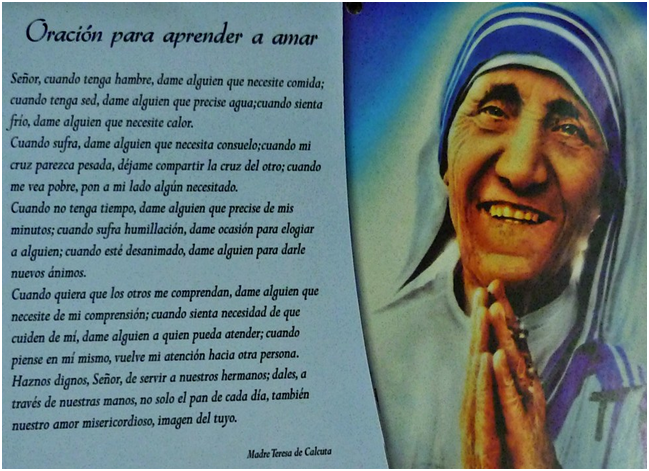 Oración para aprender a amar
Señor, cuando tenga hambre, dame alguien que necesite comida;
cuando tenga sed, dame alguien que precise agua;cuando sienta
frío, dame alguien que necesite calor.
Cuando sufra, dame alguien que necesita consuelo;cuando mi
cruz parezca pesada, déjame compartir la cruz del otro; cuando
me vea pobre, pon a mi lado algún necesitado.
Cuando no tenga tiempo, dame alguien que precise de mis
minutos; cuando sufra humillación, dame ocasión para elogiar
a alguien; cuando esté desanimado, dame alguien para darle
nuevos ánimos.
Cuando quiera que los otros me comprendan, dame alguien que
necesite de mi comprensión; cuando sienta necesidad de que
cuiden de mí, dame alguien a quien pueda atender; cuando
piense en mí mismo, vuelve mi atención hacia otra persona.
Haznos dignos, Señor, de servir a nuestros hermanos; dales, a
través de nuestras manos, no solo el pan de cada día, también
nuestro amor misericordioso, imagen del tuyo.
Madre Teresa de Calcuta